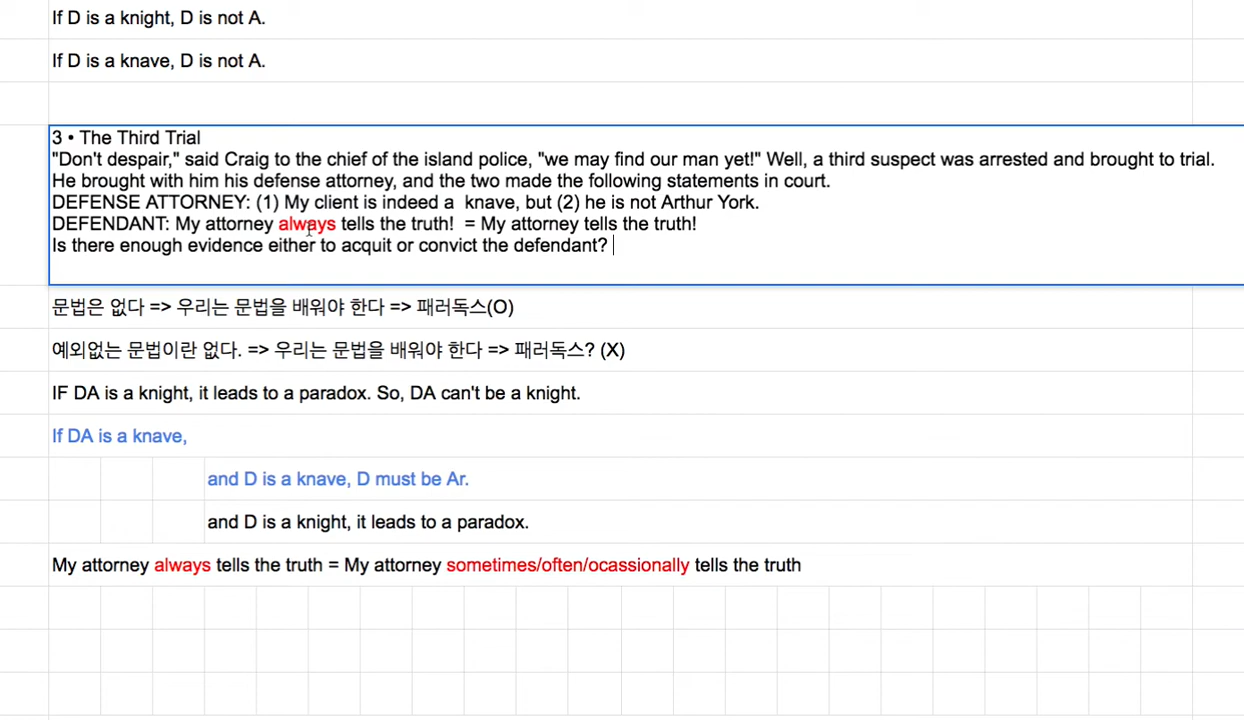 If D is a knight, D is not A.
If D is a knave, D is not A.
3 • The Third Trial
"Don't despair," said Craig to the chief of the island police, "we may find our man yet!" Well, a third suspect was arrested and brought to trial.
He brought with him his defense attorney, and the two made the following statements in court.
DEFENSE ATTORNEY: (1) My client is indeed a  knave, but (2) he is not Arthur York.
DEFENDANT: My attorney always tells the truth!  = My attorney tells the truth!
Is there enough evidence either to acquit or convict the defendant?
문법은 없다 => 우리는 문법을 배워야 한다 => 패러독스(O)
예외없는 문법이란 없다. => 우리는 문법을 배워야 한다 => 패러독스? (X)
IF DA is a knight, it leads to a paradox. So, DA can't be a knight.
If DA is a knave,
and D is a knave, D must be Ar.
and D is a knight, it leads to a paradox.
My attorney always tells the truth = My attorney sometimes/often/ocassionally tells the truth